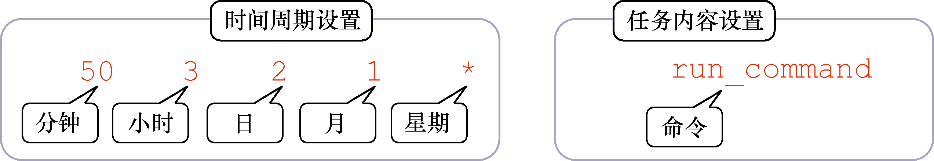 时间周期设置 任务内容设置
50 3 2 1 * run_command
分钟 小时 日 月 星期 命令